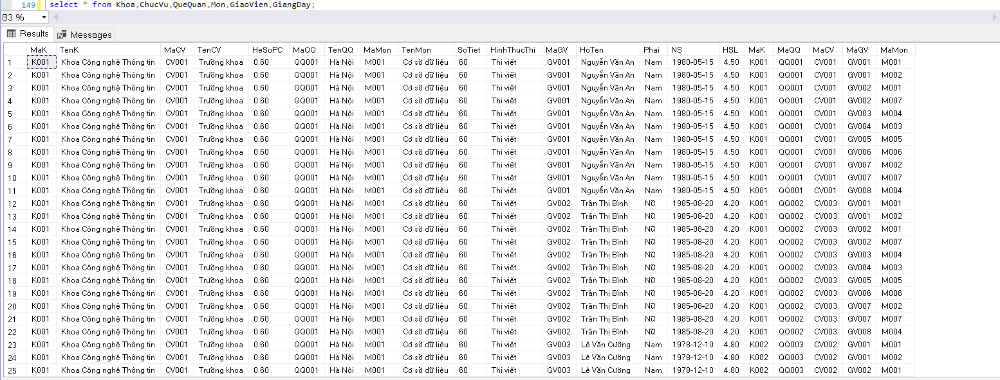 149 select * from Khoa,ChucVu,QueQuan,Mon,GiaoVien,GiangDay;
83 %
Results Messages
MaK TenK MaCV TenCV HeSoPC MaQQ TenQQ MaMon TenMon SoTiet HinhThucThi MaGV HoTen Phai NS HSL MaK MaQQ MaCV MaGV MaMon
1 K001 Khoa Công nghệ Thông tin CV001 Trưởng khoa 0.60 QQ001 Hà Nội M001 Cơ sở dữ liệu 60 Thi viết GV001 Nguyễn Văn An Nam 1980-05-15 4.50 K001 QQ001 CV001 GV001 M001
2 K001 Khoa Công nghệ Thông tin CV001 Trưởng khoa 0.60 QQ001 Hà Nội M001 Cơ sở dữ liệu 60 Thi viết GV001 Nguyễn Văn An Nam 1980-05-15 4.50 K001 QQ001 CV001 GV001 M002
3 K001 Khoa Công nghệ Thông tin CV001 Trưởng khoa 0.60 QQ001 Hà Nội M001 Cơ sở dữ liệu 60 Thi viết GV001 Nguyễn Văn An Nam 1980-05-15 4.50 K001 QQ001 CV001 GV002 M001
4 K001 Khoa Công nghệ Thông tin CV001 Trưởng khoa 0.60 QQ001 Hà Nội M001 Cơ sở dữ liệu 60 Thi viết GV001 Nguyễn Văn An Nam 1980-05-15 4.50 K001 QQ001 CV001 GV002 M007
5 K001 Khoa Công nghệ Thông tin CV001 Trưởng khoa 0.60 QQ001 Hà Nội M001 Cơ sở dữ liệu 60 Thi viết GV001 Nguyễn Văn An Nam 1980-05-15 4.50 K001 QQ001 CV001 GV003 M004
6 K001 Khoa Công nghệ Thông tin CV001 Trưởng khoa 0.60 QQ001 Hà Nội M001 Cơ sở dữ liệu 60 Thi viết GV001 Nguyễn Văn An Nam 1980-05-15 4.50 K001 QQ001 CV001 GV004 M003
7 K001 Khoa Công nghệ Thông tin CV001 Trưởng khoa 0.60 QQ001 Hà Nội M001 Cơ sở dữ liệu 60 Thi viết GV001 Nguyễn Văn An Nam 1980-05-15 4.50 K001 QQ001 CV001 GV005 M005
8 K001 Khoa Công nghệ Thông tin CV001 Trưởng khoa 0.60 QQ001 Hà Nội M001 Cơ sở dữ liệu 60 Thi viết GV001 Nguyễn Văn An Nam 1980-05-15 4.50 K001 QQ001 CV001 GV006 M006
9 K001 Khoa Công nghệ Thông tin CV001 Trưởng khoa 0.60 QQ001 Hà Nội M001 Cơ sở dữ liệu 60 Thi viết GV001 Nguyễn Văn An Nam 1980-05-15 4.50 K001 QQ001 CV001 GV007 M002
10 K001 Khoa Công nghệ Thông tin CV001 Trưởng khoa 0.60 QQ001 Hà Nội M001 Cơ sở dữ liệu 60 Thi viết GV001 Nguyễn Văn An Nam 1980-05-15 4.50 K001 QQ001 CV001 GV007 M007
11 K001 Khoa Công nghệ Thông tin CV001 Trưởng khoa 0.60 QQ001 Hà Nội M001 Cơ sở dữ liệu 60 Thi viết GV001 Nguyễn Văn An Nam 1980-05-15 4.50 K001 QQ001 CV001 GV008 M004
12 K001 Khoa Công nghệ Thông tin CV001 Trưởng khoa 0.60 QQ001 Hà Nội M001 Cơ sở dữ liệu 60 Thi viết GV002 Trần Thị Bình Nữ 1985-08-20 4.20 K001 QQ002 CV003 GV001 M001
13 K001 Khoa Công nghệ Thông tin CV001 Trưởng khoa 0.60 QQ001 Hà Nội M001 Cơ sở dữ liệu 60 Thi viết GV002 Trần Thị Bình Nữ 1985-08-20 4.20 K001 QQ002 CV003 GV001 M002
14 K001 Khoa Công nghệ Thông tin CV001 Trưởng khoa 0.60 QQ001 Hà Nội M001 Cơ sở dữ liệu 60 Thi viết GV002 Trần Thị Bình Nữ 1985-08-20 4.20 K001 QQ002 CV003 GV002 M001
15 K001 Khoa Công nghệ Thông tin CV001 Trưởng khoa 0.60 QQ001 Hà Nội M001 Cơ sở dữ liệu 60 Thi viết GV002 Trần Thị Bình Nữ 1985-08-20 4.20 K001 QQ002 CV003 GV002 M007
16 K001 Khoa Công nghệ Thông tin CV001 Trưởng khoa 0.60 QQ001 Hà Nội M001 Cơ sở dữ liệu 60 Thi viết GV002 Trần Thị Bình Nữ 1985-08-20 4.20 K001 QQ002 CV003 GV003 M004
17 K001 Khoa Công nghệ Thông tin CV001 Trưởng khoa 0.60 QQ001 Hà Nội M001 Cơ sở dữ liệu 60 Thi viết GV002 Trần Thị Bình Nữ 1985-08-20 4.20 K001 QQ002 CV003 GV004 M003
18 K001 Khoa Công nghệ Thông tin CV001 Trưởng khoa 0.60 QQ001 Hà Nội M001 Cơ sở dữ liệu 60 Thi viết GV002 Trần Thị Bình Nữ 1985-08-20 4.20 K001 QQ002 CV003 GV005 M005
19 K001 Khoa Công nghệ Thông tin CV001 Trưởng khoa 0.60 QQ001 Hà Nội M001 Cơ sở dữ liệu 60 Thi viết GV002 Trần Thị Bình Nữ 1985-08-20 4.20 K001 QQ002 CV003 GV006 M006
20 K001 Khoa Công nghệ Thông tin CV001 Trưởng khoa 0.60 QQ001 Hà Nội M001 Cơ sở dữ liệu 60 Thi viết GV002 Trần Thị Bình Nữ 1985-08-20 4.20 K001 QQ002 CV003 GV007 M002
21 K001 Khoa Công nghệ Thông tin CV001 Trưởng khoa 0.60 QQ001 Hà Nội M001 Cơ sở dữ liệu 60 Thi viết GV002 Trần Thị Bình Nữ 1985-08-20 4.20 K001 QQ002 CV003 GV007 M007
22 K001 Khoa Công nghệ Thông tin CV001 Trưởng khoa 0.60 QQ001 Hà Nội M001 Cơ sở dữ liệu 60 Thi viết GV002 Trần Thị Bình Nữ 1985-08-20 4.20 K001 QQ002 CV003 GV008 M004
23 K001 Khoa Công nghệ Thông tin CV001 Trưởng khoa 0.60 QQ001 Hà Nội M001 Cơ sở dữ liệu 60 Thi viết GV003 Lê Văn Cường Nam 1978-12-10 4.80 K002 QQ003 CV002 GV001 M001
24 K001 Khoa Công nghệ Thông tin CV001 Trưởng khoa 0.60 QQ001 Hà Nội M001 Cơ sở dữ liệu 60 Thi viết GV003 Lê Văn Cường Nam 1978-12-10 4.80 K002 QQ003 CV002 GV001 M002
25 K001 Khoa Công nghệ Thông tin CV001 Trưởng khoa 0.60 QQ001 Hà Nội M001 Cơ sở dữ liệu 60 Thi viết GV003 Lê Văn Cường Nam 1978-12-10 4.80 K002 QQ003 CV002 GV002 M001